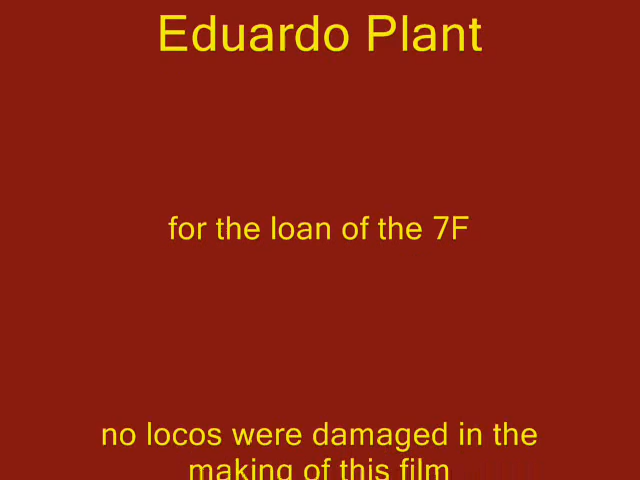 Eduardo Plant
for the loan of the 7F
no locos were damaged in the
making of this film